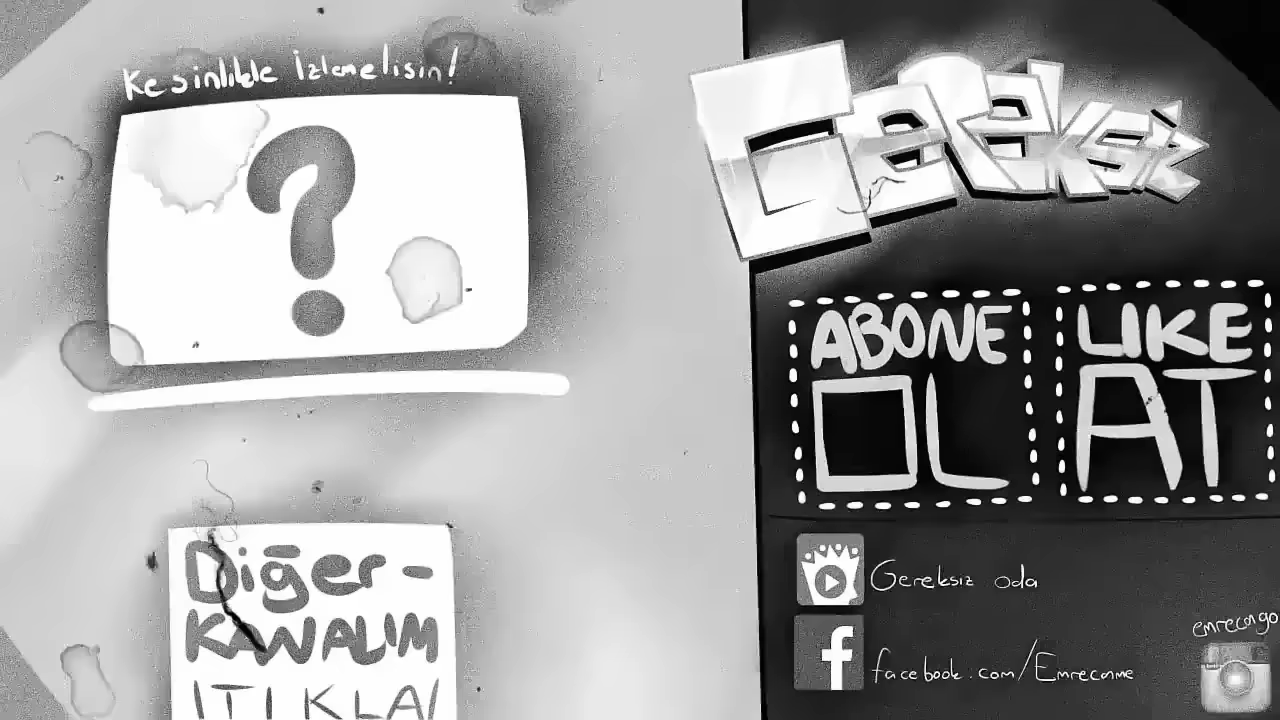 Kesinlikle İzlemelisin!
Gereksiz
ABONE
OL
LIKE
AT
Diğer-
KANALIM
Gereksiz oda
facebook.com/Emrecanme
emrecango